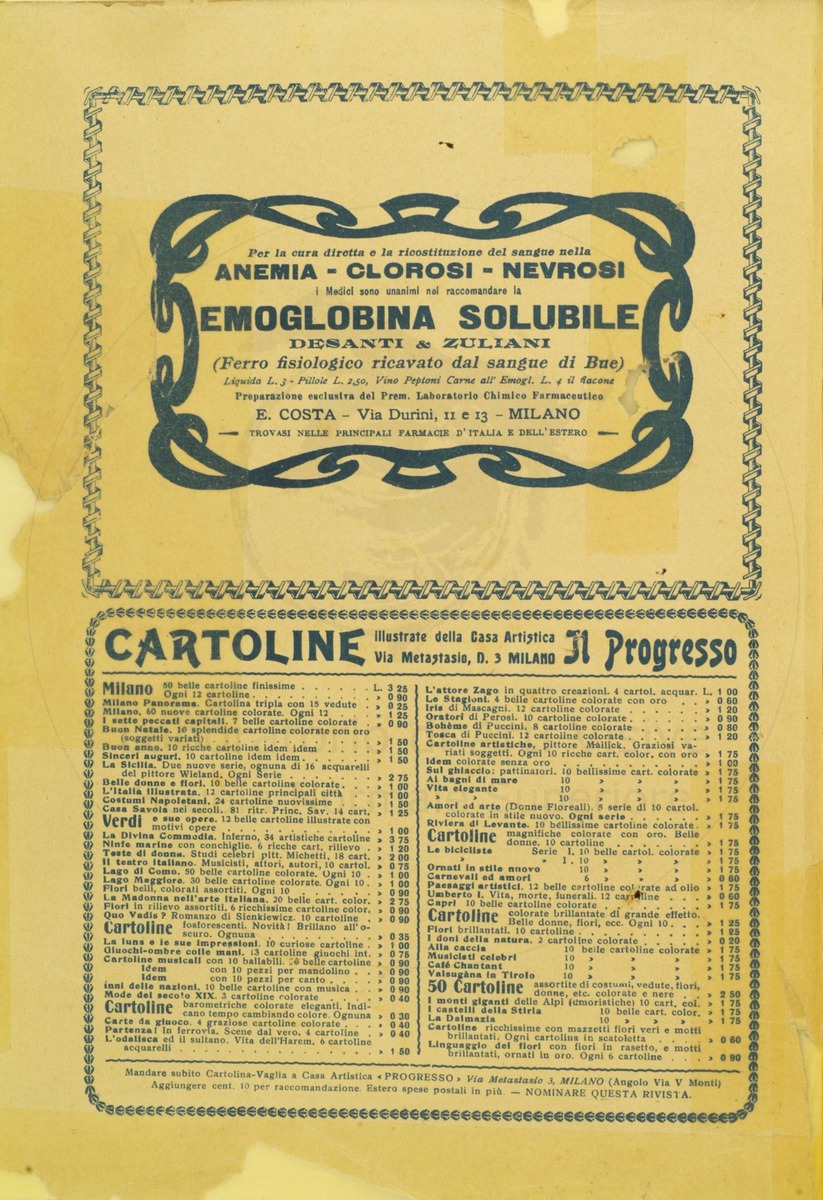 Per la cura diretta e la ricostituzione del sangue nella
ANEMIA - CLOROSI - NEVROSI
i Medici sono unanimi nel raccomandare la
EMOGLOBINA SOLUBILE
DESANTI & ZULIANI
(Ferro fisiologico ricavato dal sangue di Bue)
Liquida L. 3 - Pillole L. 2,50, Vino Peptoni Carne all' Emogl. L. 4 il flacone
Preparazione esclusiva del Prem. Laboratorio Chimico Farmaceutico
E. COSTA – Via Durini, 11 e 13 – MILANO
TROVASI NELLE PRINCIPALI FARMACIE D'ITALIA E DELL'ESTERO
CARTOLINE illustrate della Casa Artistica Il Progresso
Via Metastasio, N. 3 MILANO
Milano 50 belle cartoline finissime . . . . . . . L. 3 25
Ogni 12 cartoline . . . . . . . . . » 0 90
Milano Panorama. Cartolina tripla con 15 vedute . » 0 25
Milano, 60 nuove cartoline colorate. Ogni 12 . . . » 1 25
I sette peccati capitali. 7 belle cartoline colorate . » 0 90
Buon Natale. 10 splendide cartoline colorate con oro
(soggetti variati) . . . . . . . . . » 1 50
Buon anno. 10 ricche cartoline idem idem . . . . » 1 50
Sinceri auguri. 10 cartoline idem idem . . . . . » 1 50
La Sicilia. Due nuove serie, ognuna di 16 acquarelli
del pittore Wieland. Ogni Serie . . . . . . » 2 75
Belle donne e fiori. 10 belle cartoline colorate. . . » 1 00
L'Italia illustrata. 12 cartoline principali città . . » 1 00
Costumi Napoletani. 24 cartoline nuovissime . . . » 1 50
Casa Savoia nei secoli. 81 ritr. Princ. Sav. 14 cart. » 1 25
Verdi e sue opere. 12 belle cartoline illustrate con
motivi opere . . . . . . . . . » 1 00
La Divina Commedia. Inferno, 34 artistiche cartoline » 3 75
Ninfe marine con conchiglie. 6 ricche cart. rilievo . » 1 20
Teste di donna. Studi celebri pitt. Michetti, 18 cart. » 2 00
Il teatro Italiano. Musicisti, attori, autori, 10 cartol. » 0 75
Lago di Como. 50 belle cartoline colorate. Ogni 10 . » 1 00
Lago Maggiore. 30 belle cartoline colorate. Ogni 10 . » 1 00
Fiori belli, colorati assortiti. Ogni 10 . . . . . » 0 90
La Madonna nell'arte Italiana. 20 belle cart. color. » 2 75
Fiori in rilievo assortiti, 6 ricchissime cartoline color. » 0 90
Quo Vadis? Romanzo di Sienkiewicz. 10 cartoline . » 0 90
Cartoline fosforescenti. Novità! Brillano all'o-
scuro. Ognuna . . . . . . . . » 0 35
La luna e le sue impressioni. 10 curiose cartoline . » 1 00
Giuochi-ombre colle mani. 13 cartoline giuochi int. » 0 75
Cartoline musicali con 10 ballabili. 10 belle cartoline » 0 90
Idem con 10 pezzi per mandolino . . » 0 90
Idem con 10 pezzi per canto . . . . » 0 90
Inni delle nazioni. 10 belle cartoline con musica . . » 0 90
Mode del secolo XIX. 3 cartoline colorate . . . . » 0 40
Cartoline barometriche colorate eleganti. Indi-
cano tempo cambiando colore. Ognuna » 0 30
Carte da giuoco. 4 graziose cartoline colorate . . . » 0 40
Partenza! In ferrovia. Scene dal vero. 4 cartoline . » 0 40
L'odalisca ed il sultano. Vita dell'Harem. 6 cartoline
acquarelli . . . . . . . . . . » 1 50
L'attore Zago in quattro creazioni. 4 cartol. acquar. L. 1 00
Le Stagioni. 4 belle cartoline colorate con oro . . » 0 60
Iris di Mascagni. 12 cartoline colorate . . . . . » 1 20
Oratori di Perosi. 10 cartoline colorate . . . . . » 0 90
Bohème di Puccini. 8 cartoline colorate . . . . . » 0 80
Tosca di Puccini. 12 cartoline colorate . . . . . » 1 20
Cartoline artistiche, pittore Maillck. Graziosi va-
riati soggetti. Ogni 10 ricche cart. color. con oro » 1 75
Idem colorate senza oro . . . . . . . . » 1 00
Sul ghiaccio: pattinatori. 10 bellissime cart. colorate » 1 75
Ai bagni di mare 10 » » » » 1 75
Vita elegante 10 » » » » 1 75
10 » » » » 1 75
Amori ed arte (Donne Floreali). 8 serie di 10 cartol.
colorate in stile nuovo. Ogni serie . . . . . » 1 75
Riviera di Levante. 10 bellissime cartoline colorate . » 1 75
Cartoline magnifiche colorate con oro. Belle
donne. 10 cartoline . . . . . . » 1 75
Le bicicliste Serie I. 10 belle cartol. colorate » 1 75
» » I . 10 » » » » 1 75
Ornati in stile nuovo 10 » » » » 1 75
Carnevali ed amori 6 » » » » 0 60
Paesaggi artistici. 12 belle cartoline colorate ad olio » 1 75
Umberto I. Vita, morte, funerali. 12 cartoline . . . » 0 60
Capri 10 belle cartoline colorate . . . . . . . » 1 75
Cartoline colorate brillantate di grande effetto.
Belle donne, fiori, ecc. Ogni 10 . . . » 1 25
Fiori brillantati. 10 cartoline . . . . . . . . » 1 25
I doni della natura. 2 cartoline colorate . . . . » 0 20
Alla caccia 10 belle cartoline colorate » 1 75
Musicisti celebri 10 » » » » 1 75
Café Chantant 10 » » » » 1 75
Valsugana in Tirolo 10 » » » » 1 75
50 Cartoline assortite di costumi, vedute, fiori,
donne, etc. colorate e nere . . » 2 50
I monti giganti delle Alpi (umoristiche) 10 cart. col. » 1 75
I castelli della Stiria 10 belle cart. color. » 1 75
La Dalmazia 10 » » » » 1 75
Cartoline ricchissime con mazzetti fiori veri e motti
brillantati. Ogni cartolina in scatoletta . . . . » 0 60
Linguaggio dei fiori con fiori in rasetto, e motti
brillantati, ornati in oro. Ogni 6 cartoline . . . » 0 90
Mandare subito Cartolina-Vaglia a Casa Artistica «PROGRESSO» Via Metastasio 3, MILANO (Angolo Via V Monti)
Aggiungere cent. 10 per raccomandazione. Estero spese postali in più. — NOMINARE QUESTA RIVISTA.